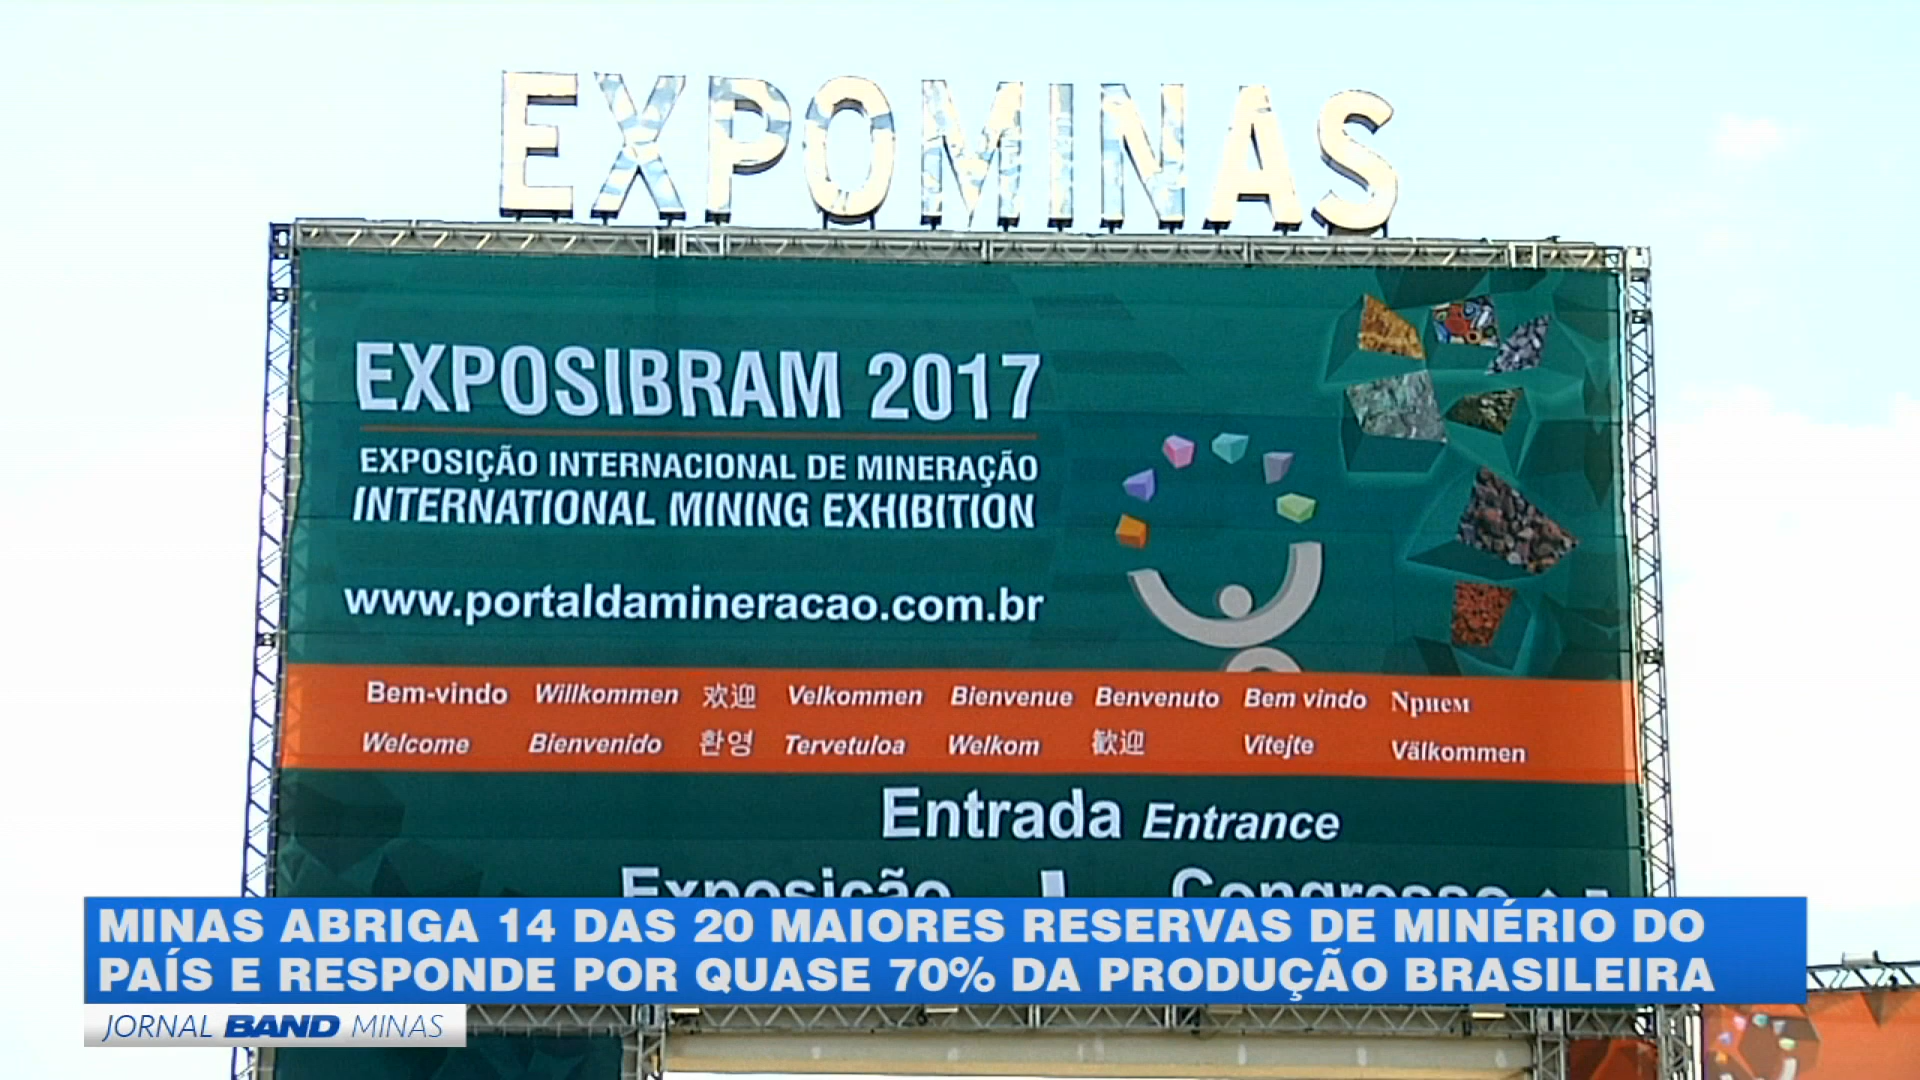 EXPOMINAS
EXPOSIBRAM 2017
EXPOSIÇÃO INTERNACIONAL DE MINERAÇÃO
INTERNATIONAL MINING EXHIBITION
www.portaldamineracao.com.br
Bem-vindo Willkommen 欢迎 Velkommen Bienvenue Benvenuto Bem vindo Nрием
Welcome Bienvenido 환영 Tervetuloa Welkom 歡迎 Vitejte Välkommen
Entrada Entrance
Exposição Congresso
MINAS ABRIGA 14 DAS 20 MAIORES RESERVAS DE MINÉRIO DO
PAÍS E RESPONDE POR QUASE 70% DA PRODUÇÃO BRASILEIRA
JORNAL BAND MINAS